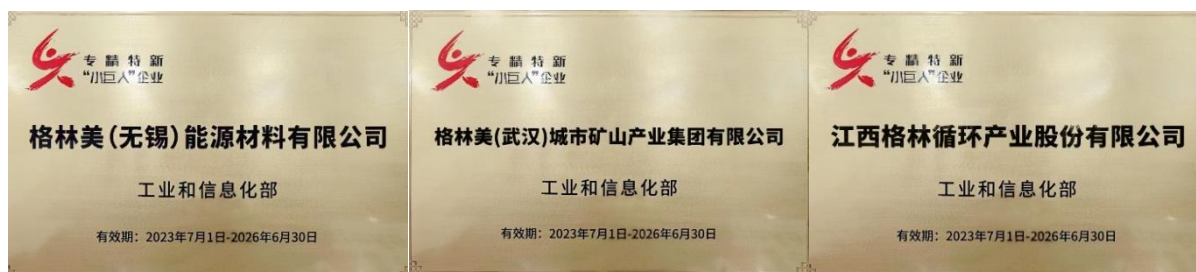 专精特新
“小巨人”企业
格林美(无锡)能源材料有限公司
工业和信息化部
有效期：2023年7月1日-2026年6月30日
专精特新
“小巨人”企业
格林美(武汉)城市矿山产业集团有限公司
工业和信息化部
有效期：2023年7月1日-2026年6月30日
专精特新
“小巨人”企业
江西格林循环产业股份有限公司
工业和信息化部
有效期：2023年7月1日-2026年6月30日